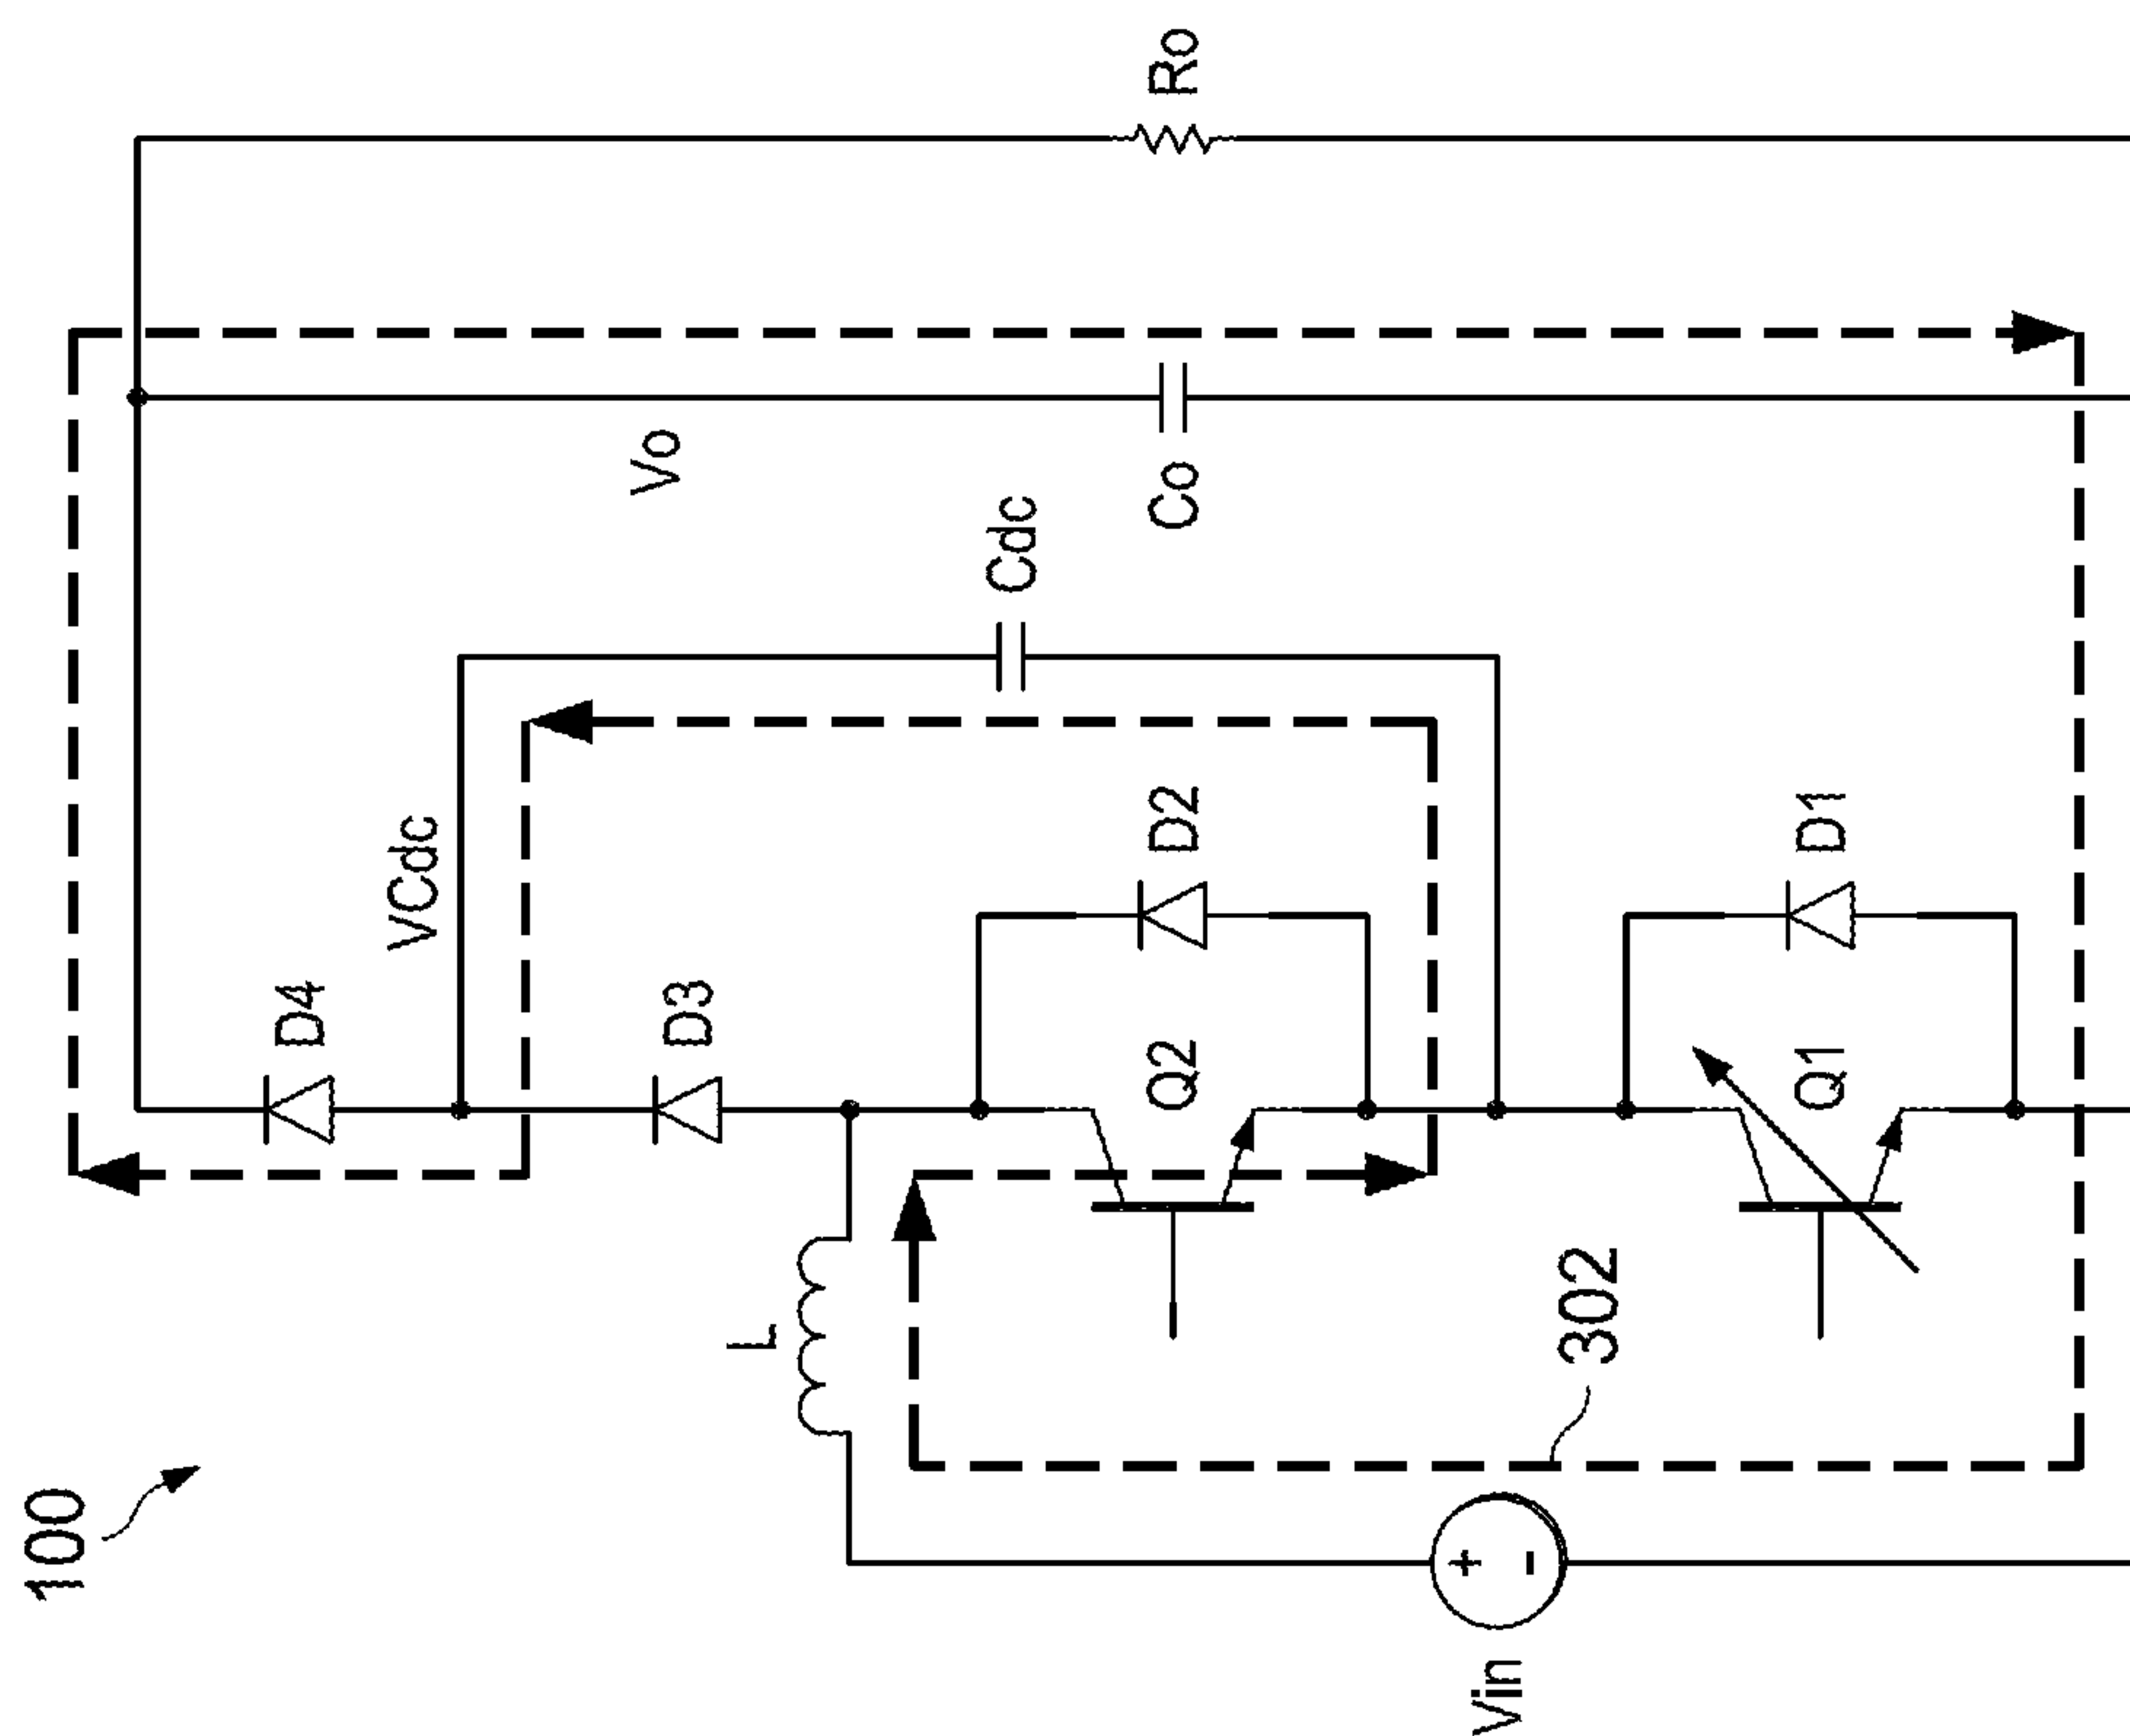 100
Vin
+
-
L
302
D4
D3
Q2
Q1
VCdc
D2
D1
Cdc
Vo
Co
Ro